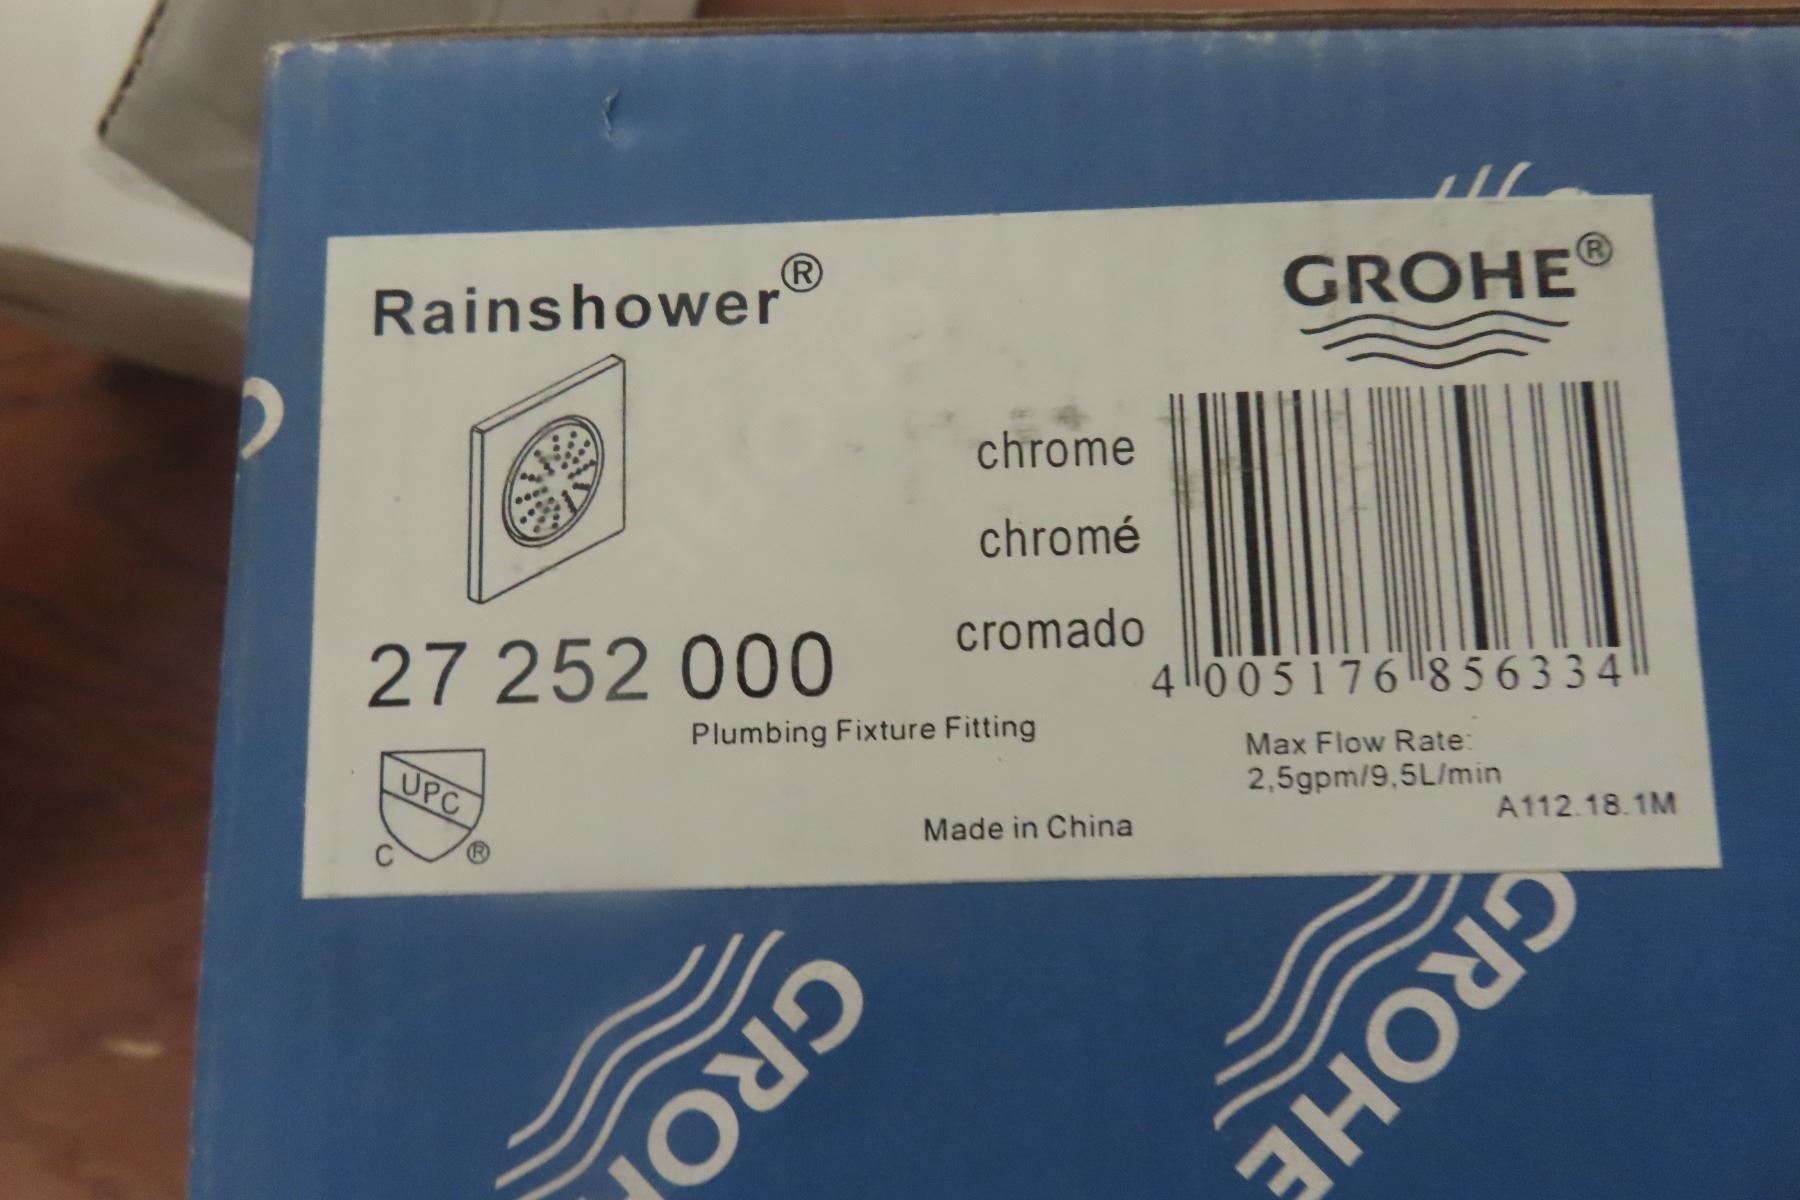 Rainshower®
GROHE®
chrome
chromé
cromado
27 252 000
4 005176 856334
Plumbing Fixture Fitting
Max Flow Rate:
2,5gpm/9,5L/min
A112.18.1M
UPC
C ®
Made in China
GROHE
GROHE